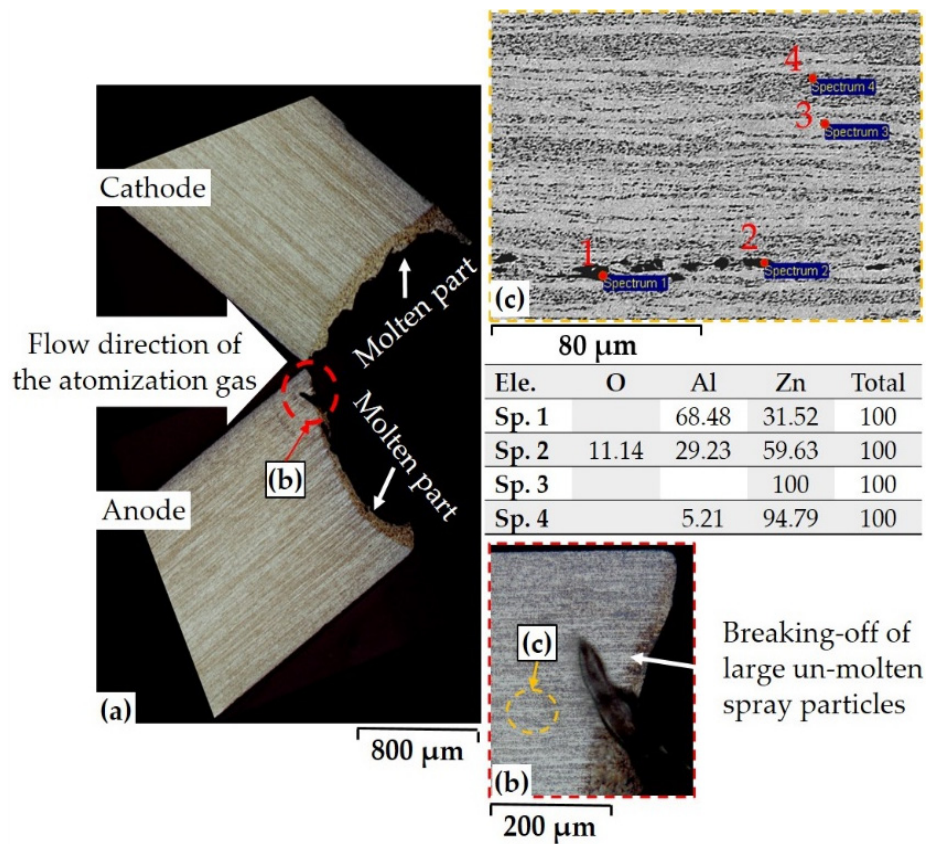 Cathode
Molten part
Flow direction of
the atomization gas
Molten part
(b)
Anode
(a)
800 μm
4
Spectrum 4
3
Spectrum 3
1
2
Spectrum 1
Spectrum 2
(c)
80 μm
Ele. O Al Zn Total
Sp. 1 68.48 31.52 100
Sp. 2 11.14 29.23 59.63 100
Sp. 3 100 100
Sp. 4 5.21 94.79 100
(c)
Breaking-off of
large un-molten
spray particles
(b)
200 μm